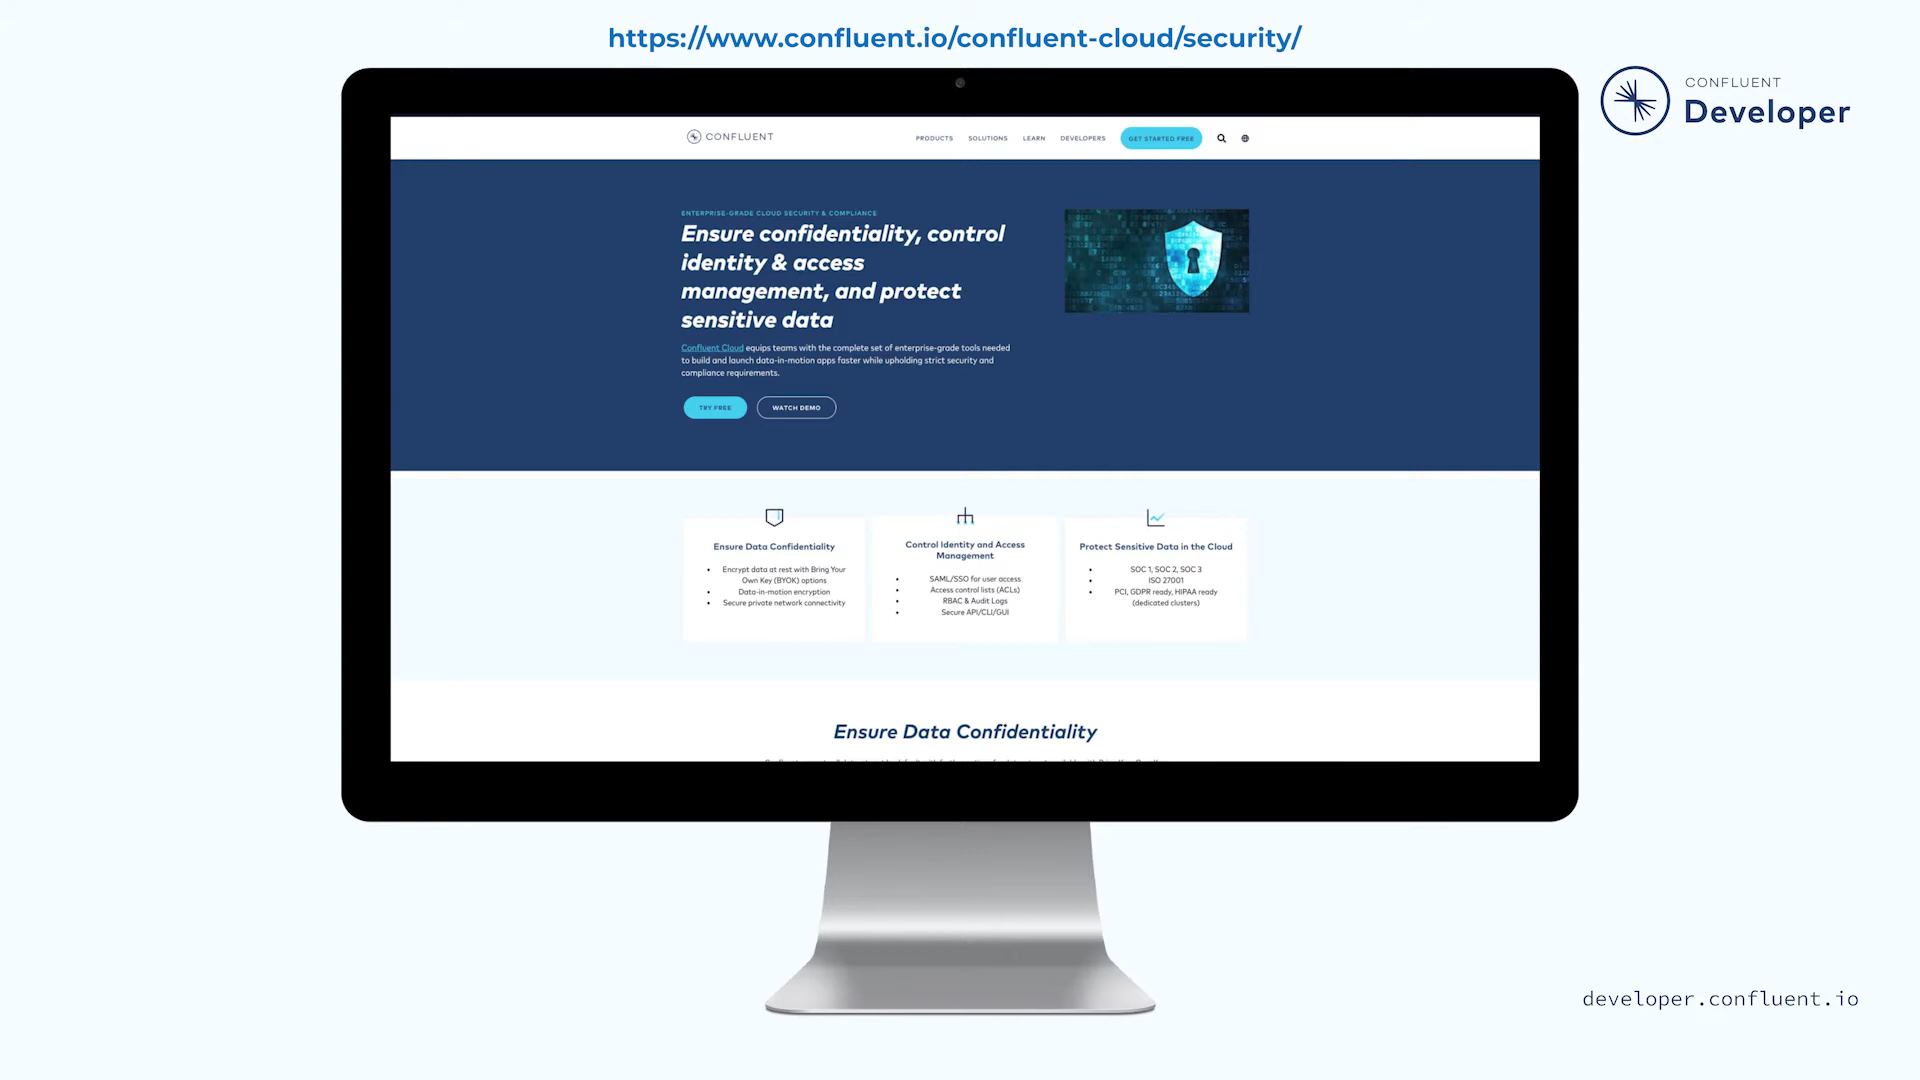 https://www.confluent.io/confluent-cloud/security/
CONFLUENT
Developer
CONFLUENT
PRODUCTS SOLUTIONS LEARN DEVELOPERS GET STARTED FREE
ENTERPRISE-GRADE CLOUD SECURITY & COMPLIANCE
Ensure confidentiality, control
identity & access
management, and protect
sensitive data
Confluent Cloud equips teams with the complete set of enterprise-grade tools needed
to build and launch data-in-motion apps faster while upholding strict security and
compliance requirements.
TRY FREE WATCH DEMO
Ensure Data Confidentiality
• Encrypt data at rest with Bring Your
Own Key (BYOK) options
• Data-in-motion encryption
• Secure private network connectivity
Control Identity and Access
Management
• SAML/SSO for user access
• Access control lists (ACLs)
• RBAC & Audit Logs
• Secure API/CLI/GUI
Protect Sensitive Data in the Cloud
• SOC 1, SOC 2, SOC 3
• ISO 27001
• PCI, GDPR ready, HIPAA ready
(dedicated clusters)
Ensure Data Confidentiality
developer.confluent.io